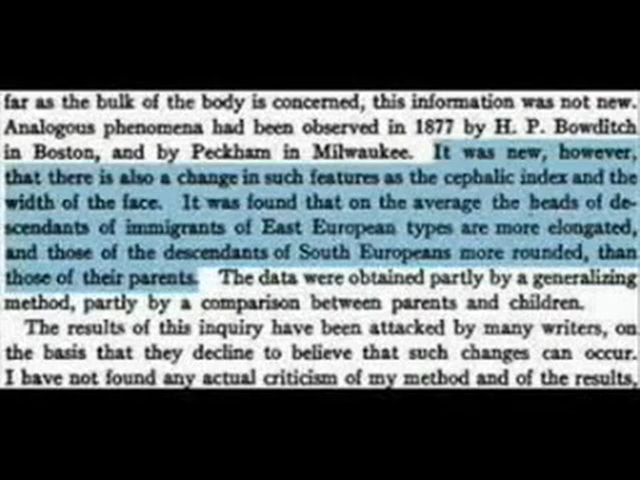 far as the bulk of the body is concerned, this information was not new.
Analogous phenomena had been observed in 1877 by H. P. Bowditch
in Boston, and by Peckham in Milwaukee. It was new, however,
that there is also a change in such features as the cephalic index and the
width of the face. It was found that on the average the heads of de-
scendants of immigrants of East European types are more elongated,
and those of the descendants of South Europeans more rounded, than
those of their parents. The data were obtained partly by a generalizing
method, partly by a comparison between parents and children.
The results of this inquiry have been attacked by many writers, on
the basis that they decline to believe that such changes can occur.
I have not found any actual criticism of my method and of the results,